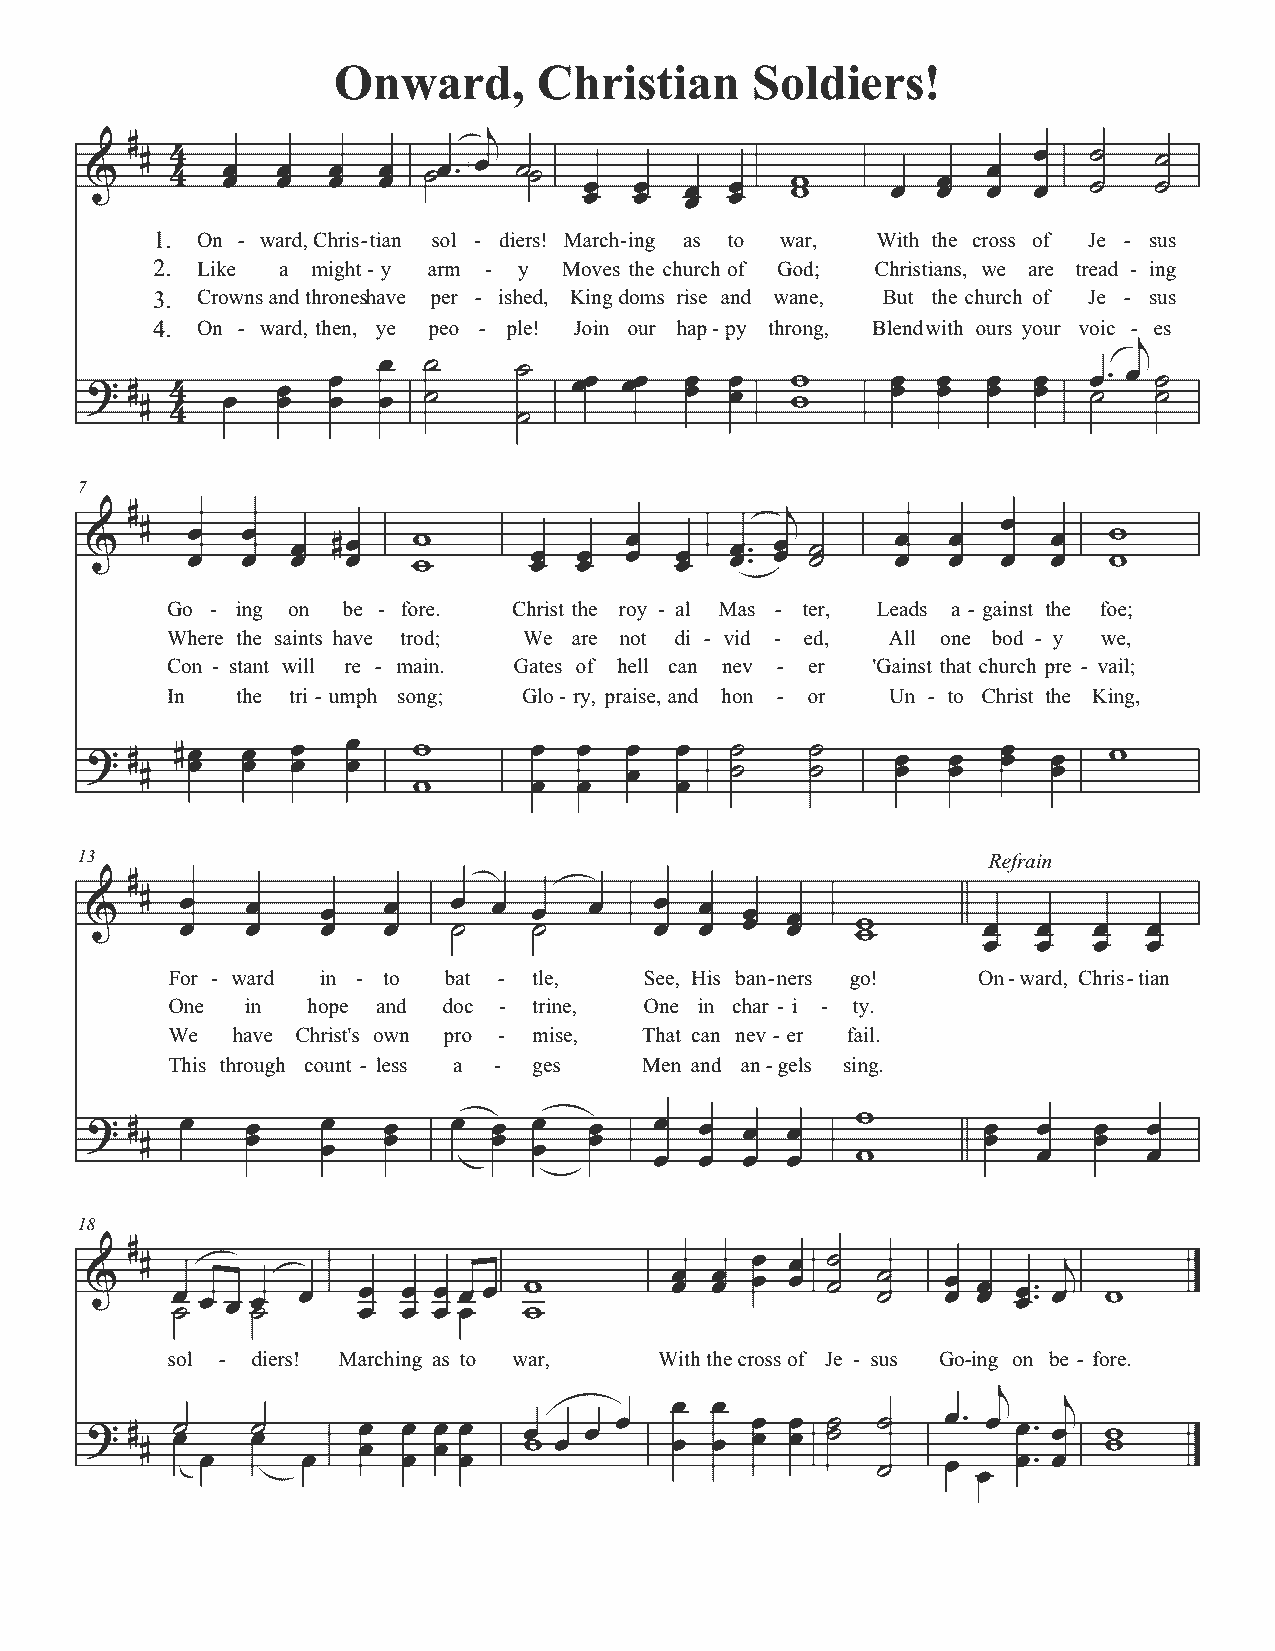 Onward, Christian Soldiers!
1. On - ward, Chris-tian sol - diers! March-ing as to war, With the cross of Je - sus
2. Like a might - y arm - y Moves the church of God; Christians, we are tread - ing
3. Crowns and thrones have per - ished, King doms rise and wane, But the church of Je - sus
4. On - ward, then, ye peo - ple! Join our hap - py throng, Blend with ours your voic - es
7
Go - ing on be - fore. Christ the roy - al Mas - ter, Leads a - gainst the foe;
Where the saints have trod; We are not di - vid - ed, All one bod - y we,
Con - stant will re - main. Gates of hell can nev - er 'Gainst that church pre - vail;
In the tri - umph song; Glo - ry, praise, and hon - or Un - to Christ the King,
13
Refrain
For - ward in - to bat - tle, See, His ban-ners go! On - ward, Chris - tian
One in hope and doc - trine, One in char - i - ty.
We have Christ's own pro - mise, That can nev - er fail.
This through count - less a - ges Men and an - gels sing.
18
sol - diers! Marching as to war, With the cross of Je - sus Go-ing on be - fore.